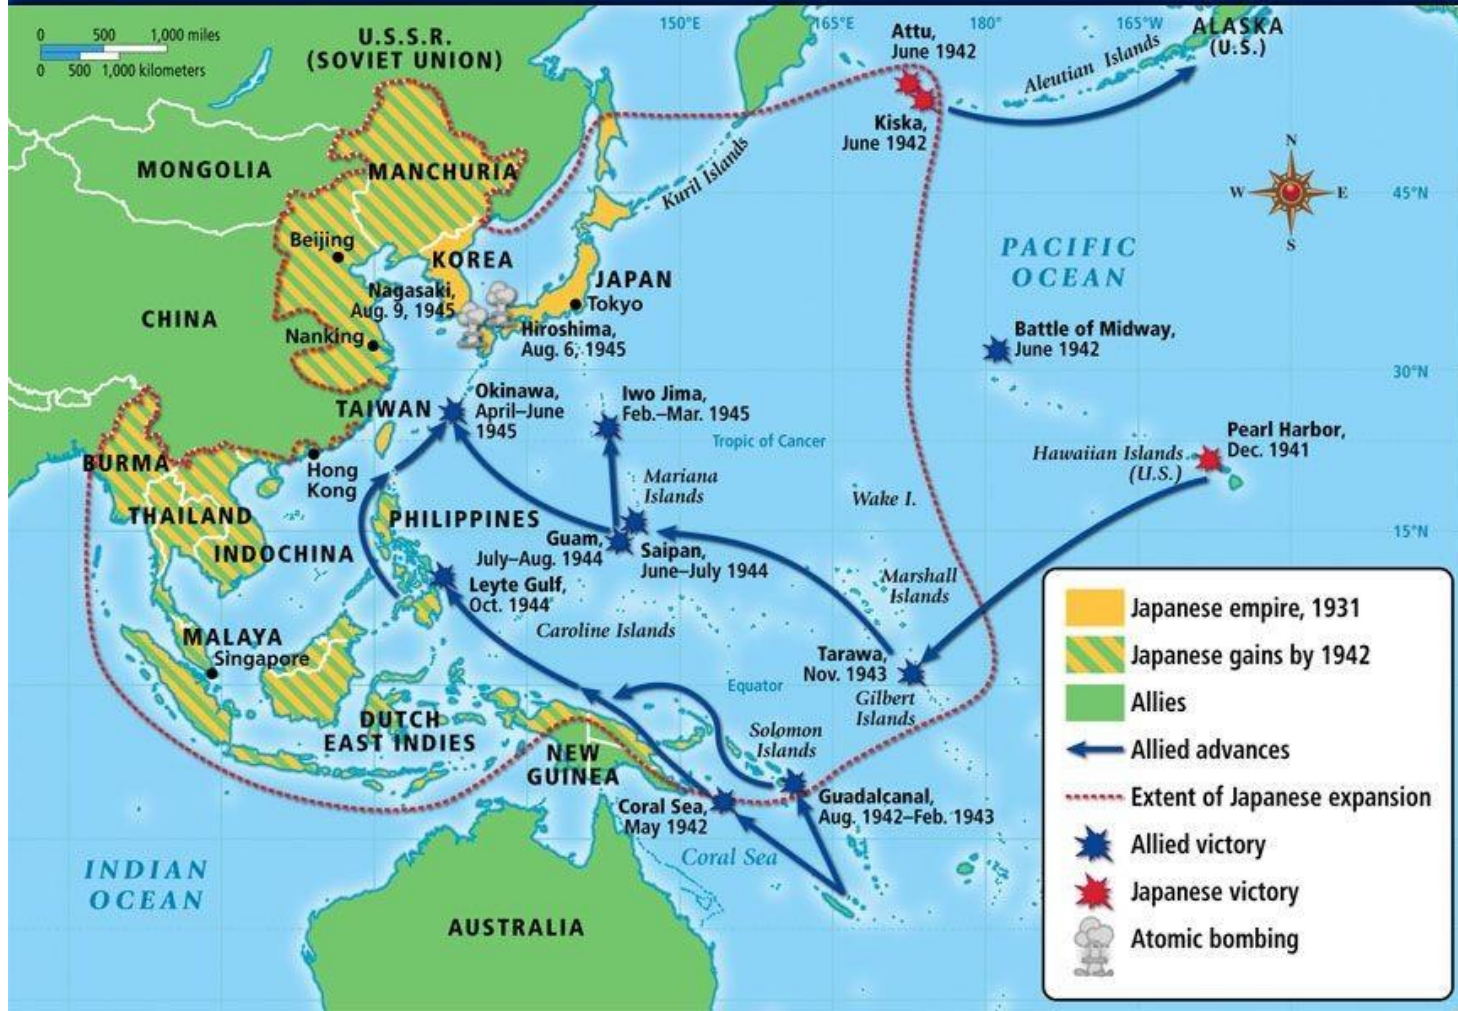 0 500 1,000 miles
0 500 1,000 kilometers
U.S.S.R.
(SOVIET UNION)
150°E
165°E
180°
165°W
ALASKA
(U.S.)
Attu,
June 1942
Aleutian Islands
Kiska,
June 1942
MONGOLIA
MANCHURIA
Kuril Islands
N
W
E
S
45°N
Beijing
KOREA
JAPAN
Tokyo
PACIFIC
OCEAN
Nagasaki,
Aug. 9, 1945
CHINA
Nanking
Hiroshima,
Aug. 6, 1945
Battle of Midway,
June 1942
30°N
TAIWAN
Okinawa,
April–June
1945
Iwo Jima,
Feb.–Mar. 1945
Tropic of Cancer
Pearl Harbor,
Dec. 1941
Hawaiian Islands
(U.S.)
BURMA
Hong
Kong
Mariana
Islands
Wake I.
THAILAND
PHILIPPINES
15°N
INDOCHINA
Guam,
July–Aug. 1944
Saipan,
June–July 1944
Leyte Gulf,
Oct. 1944
Marshall
Islands
Caroline Islands
MALAYA
Singapore
Tarawa,
Nov. 1943
Equator
Gilbert
Islands
DUTCH
EAST INDIES
Solomon
Islands
NEW
GUINEA
Coral Sea,
May 1942
Guadalcanal,
Aug. 1942–Feb. 1943
Coral Sea
INDIAN
OCEAN
AUSTRALIA
Japanese empire, 1931
Japanese gains by 1942
Allies
Allied advances
Extent of Japanese expansion
Allied victory
Japanese victory
Atomic bombing